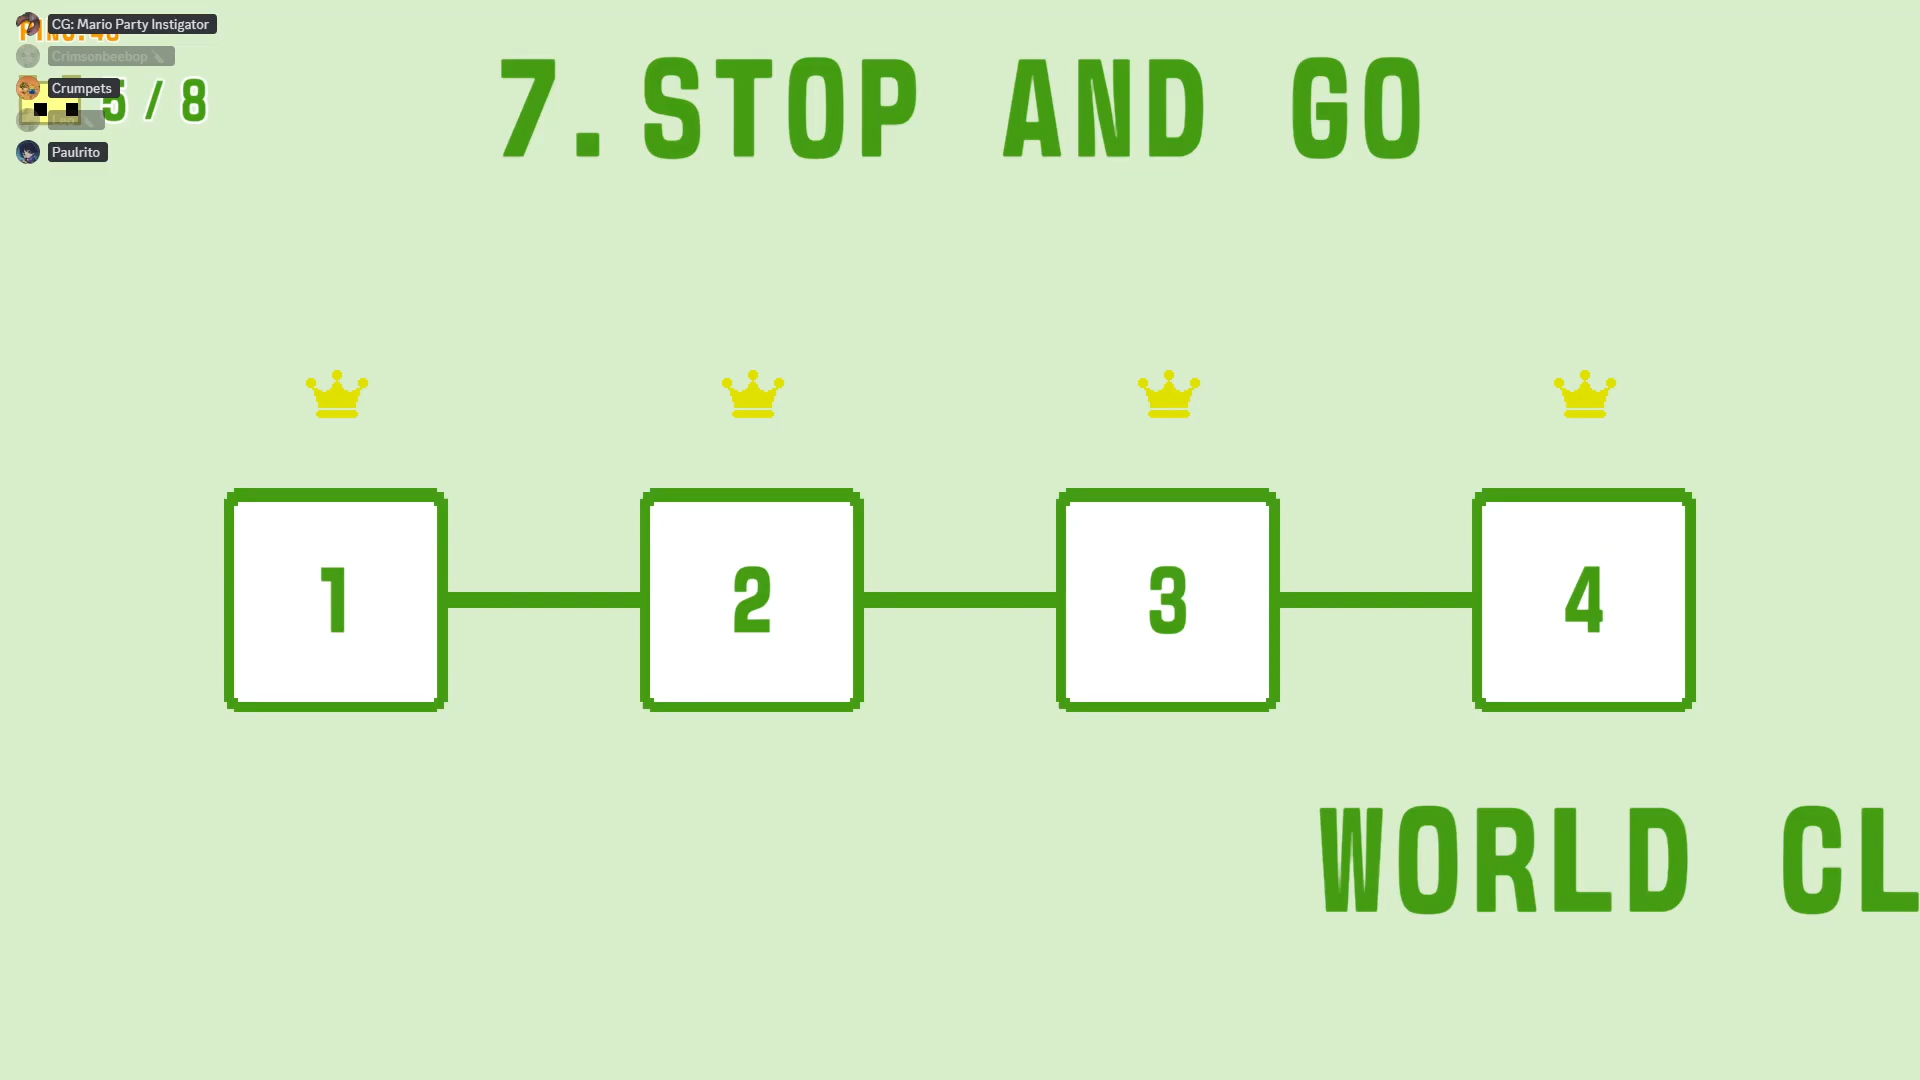 CG: Mario Party Instigator
Crimsonbeebop
Crumpets
5 / 8
Paulrito
7. STOP AND GO
1
2
3
4
WORLD CL